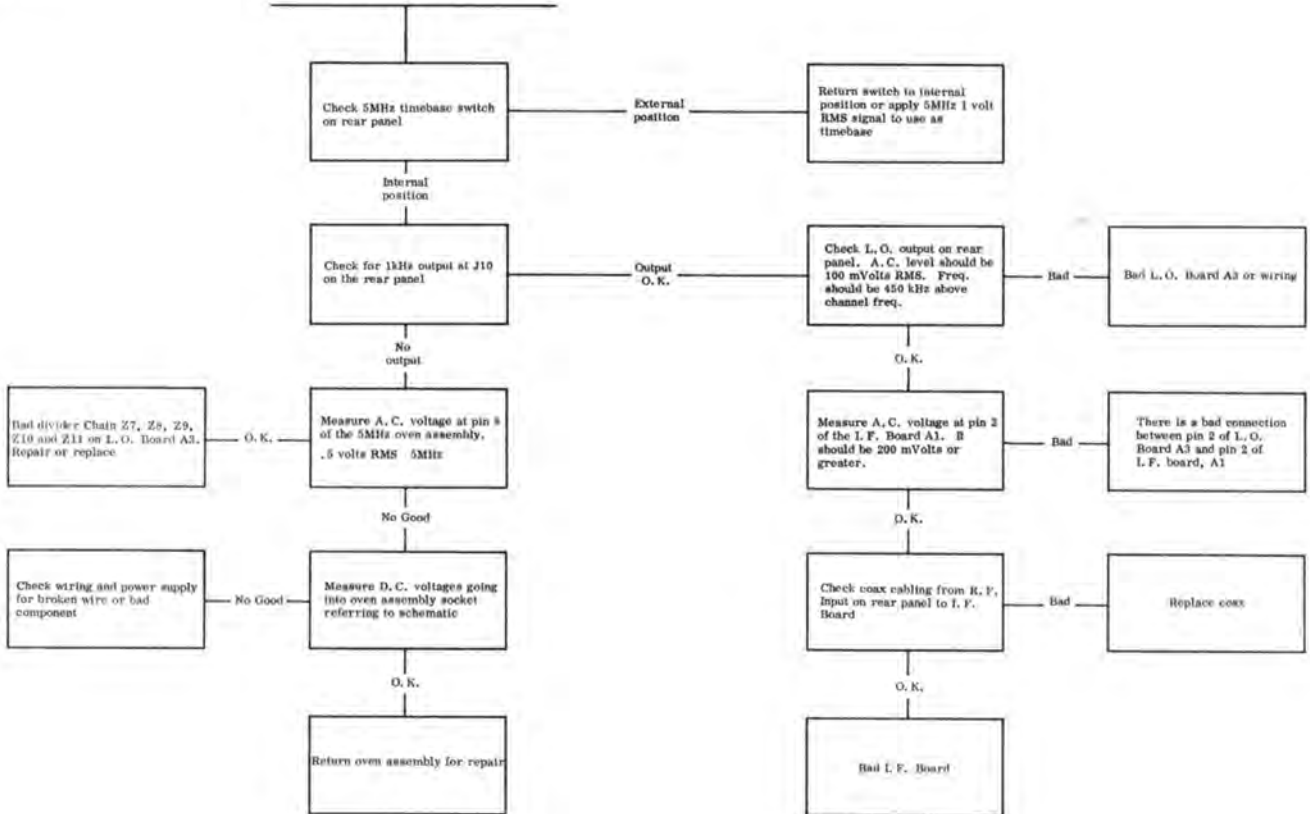 Check 5MHz timebase switch
on rear panel
External
position
Return switch to internal
position or apply 5MHz 1 volt
RMS signal to use as
timebase
Internal
position
Check for 1kHz output at J10
on the rear panel
Output
O.K.
Check L.O. output on rear
panel. A.C. level should be
100 mVolts RMS. Freq.
should be 450 kHz above
channel freq.
Bad
Bad L.O. Board A3 or wiring
No
output
O.K.
Bad divider Chain Z7, Z8, Z9,
Z10 and Z11 on L.O. Board A3.
Repair or replace
O.K.
Measure A.C. voltage at pin
of the 5MHz oven assembly.
.5 volts RMS 5MHz
Measure A.C. voltage at pin 2
of the I.F. Board A1. It
should be 200 mVolts or
greater.
Bad
There is a bad connection
between pin 2 of L.O.
Board A3 and pin 2 of
I.F. board, A1
No Good
O.K.
Check wiring and power supply
for broken wire or bad
component
No Good
Measure D.C. voltages going
into oven assembly socket
referring to schematic
Check coax cabling from R.F.
Input on rear panel to I.F.
Board
Bad
Replace coax
O.K.
O.K.
Return oven assembly for repair
Bad I.F. Board